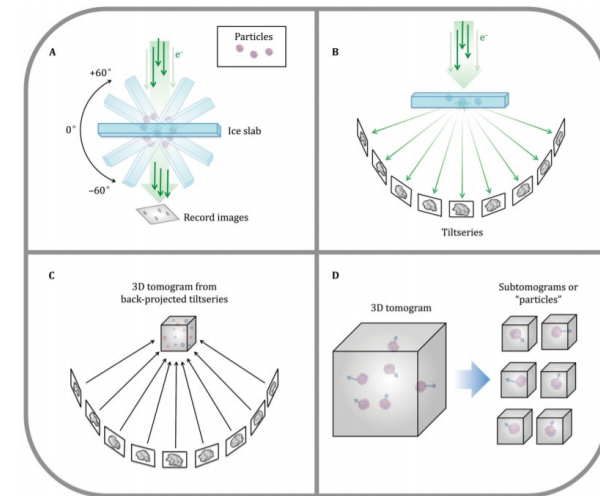 A
Particles
e⁻
+60°
0°
−60°
Ice slab
Record images
B
e⁻
Tiltseries
C
3D tomogram from
back-projected tiltseries
D
3D tomogram
Subtomograms or
"particles"